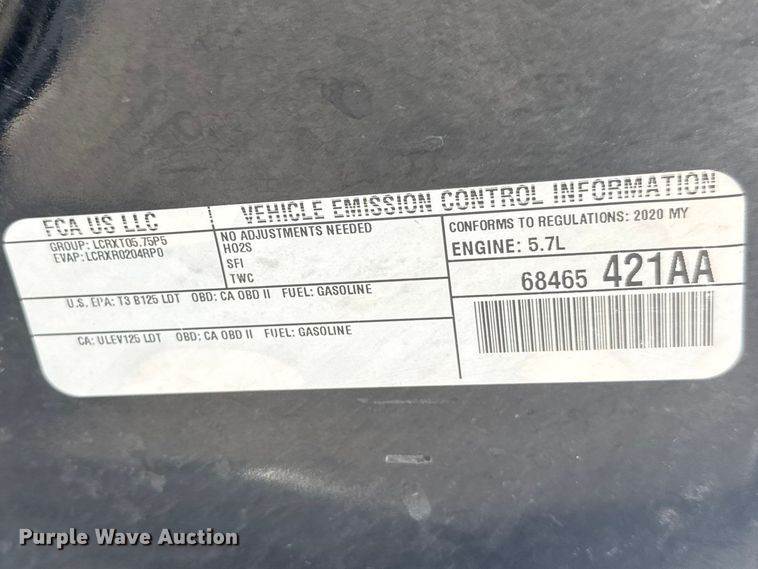 FCA US LLC
VEHICLE EMISSION CONTROL INFORMATION
GROUP: LCRXT05.75P5
EVAP: LCRXR0204RP0
NO ADJUSTMENTS NEEDED
HO2S
SFI
TWC
CONFORMS TO REGULATIONS: 2020 MY
ENGINE: 5.7L
U.S. EPA: T3 B125 LDT OBD: CA OBD II FUEL: GASOLINE
CA: ULEV125 LDT OBD: CA OBD II FUEL: GASOLINE
68465 421AA
Purple Wave Auction